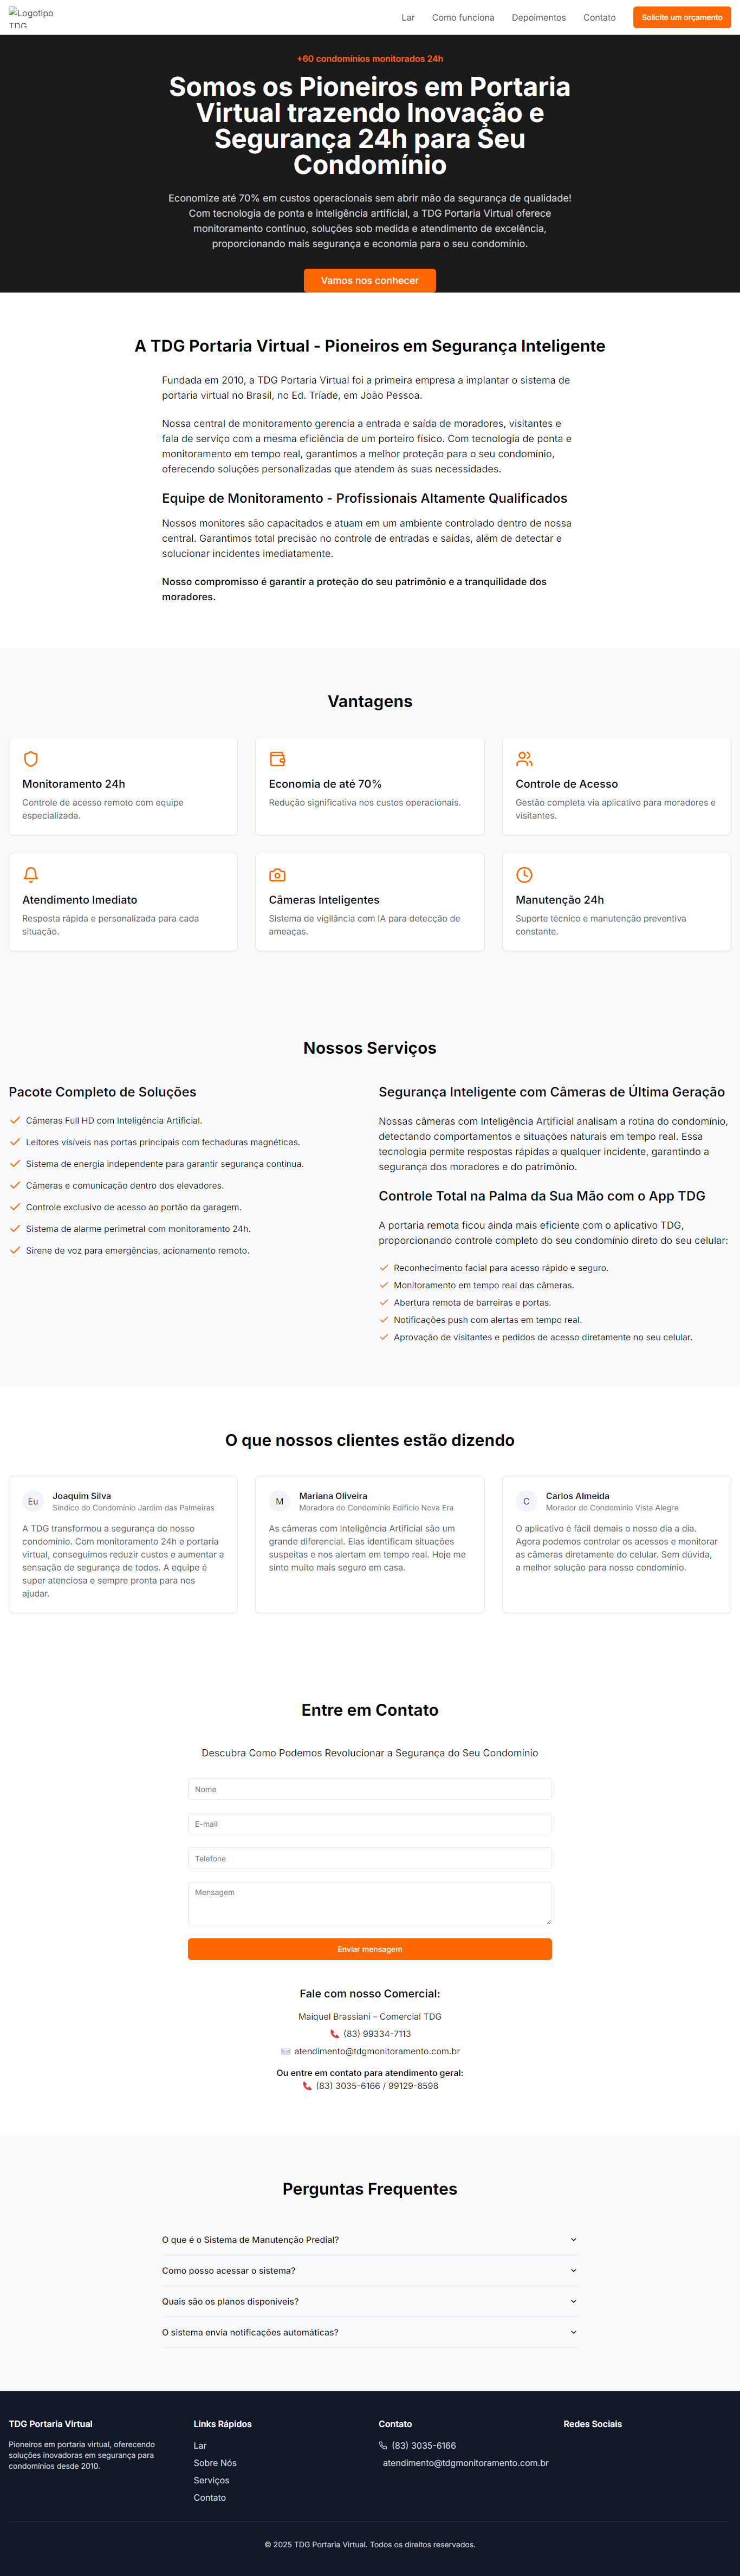 Logotipo
TDG
Lar
Como funciona
Depoimentos
Contato
Solicite um orçamento
+60 condomínios monitorados 24h
Somos os Pioneiros em Portaria
Virtual trazendo Inovação e
Segurança 24h para Seu
Condomínio
Economize até 70% em custos operacionais sem abrir mão da segurança de qualidade!
Com tecnologia de ponta e inteligência artificial, a TDG Portaria Virtual oferece
monitoramento contínuo, soluções sob medida e atendimento de excelência,
proporcionando mais segurança e economia para o seu condomínio.
Vamos nos conhecer
A TDG Portaria Virtual - Pioneiros em Segurança Inteligente
Fundada em 2010, a TDG Portaria Virtual foi a primeira empresa a implantar o sistema de
portaria virtual no Brasil, no Ed. Tríade, em João Pessoa.
Nossa central de monitoramento gerencia a entrada e saída de moradores, visitantes e
fala de serviço com a mesma eficiência de um porteiro físico. Com tecnologia de ponta e
monitoramento em tempo real, garantimos a melhor proteção para o seu condomínio,
oferecendo soluções personalizadas que atendem às suas necessidades.
Equipe de Monitoramento - Profissionais Altamente Qualificados
Nossos monitores são capacitados e atuam em um ambiente controlado dentro de nossa
central. Garantimos total precisão no controle de entradas e saídas, além de detectar e
solucionar incidentes imediatamente.
Nosso compromisso é garantir a proteção do seu patrimônio e a tranquilidade dos
moradores.
Vantagens
Monitoramento 24h
Controle de acesso remoto com equipe
especializada.
Economia de até 70%
Redução significativa nos custos operacionais.
Controle de Acesso
Gestão completa via aplicativo para moradores e
visitantes.
Atendimento Imediato
Resposta rápida e personalizada para cada
situação.
Câmeras Inteligentes
Sistema de vigilância com IA para detecção de
ameaças.
Manutenção 24h
Suporte técnico e manutenção preventiva
constante.
Nossos Serviços
Pacote Completo de Soluções
Câmeras Full HD com Inteligência Artificial.
Leitores visíveis nas portas principais com fechaduras magnéticas.
Sistema de energia independente para garantir segurança contínua.
Câmeras e comunicação dentro dos elevadores.
Controle exclusivo de acesso ao portão da garagem.
Sistema de alarme perimetral com monitoramento 24h.
Sirene de voz para emergências, acionamento remoto.
Segurança Inteligente com Câmeras de Última Geração
Nossas câmeras com Inteligência Artificial analisam a rotina do condomínio,
detectando comportamentos e situações naturais em tempo real. Essa
tecnologia permite respostas rápidas a qualquer incidente, garantindo a
segurança dos moradores e do patrimônio.
Controle Total na Palma da Sua Mão com o App TDG
A portaria remota ficou ainda mais eficiente com o aplicativo TDG,
proporcionando controle completo do seu condomínio direto do seu celular:
Reconhecimento facial para acesso rápido e seguro.
Monitoramento em tempo real das câmeras.
Abertura remota de barreiras e portas.
Notificações push com alertas em tempo real.
Aprovação de visitantes e pedidos de acesso diretamente no seu celular.
O que nossos clientes estão dizendo
Eu
Joaquim Silva
Síndico do Condomínio Jardim das Palmeiras
A TDG transformou a segurança do nosso
condomínio. Com monitoramento 24h e portaria
virtual, conseguimos reduzir custos e aumentar a
sensação de segurança de todos. A equipe é
super atenciosa e sempre pronta para nos
ajudar.
M
Mariana Oliveira
Moradora do Condomínio Edifício Nova Era
As câmeras com Inteligência Artificial são um
grande diferencial. Elas identificam situações
suspeitas e nos alertam em tempo real. Hoje me
sinto muito mais seguro em casa.
C
Carlos Almeida
Morador do Condomínio Vista Alegre
O aplicativo é fácil demais o nosso dia a dia.
Agora podemos controlar os acessos e monitorar
as câmeras diretamente do celular. Sem dúvida,
a melhor solução para nosso condomínio.
Entre em Contato
Descubra Como Podemos Revolucionar a Segurança do Seu Condomínio
Nome
E-mail
Telefone
Mensagem
Enviar mensagem
Fale com nosso Comercial:
Maiquel Brassiani – Comercial TDG
(83) 99334-7113
atendimento@tdgmonitoramento.com.br
Ou entre em contato para atendimento geral:
(83) 3035-6166 / 99129-8598
Perguntas Frequentes
O que é o Sistema de Manutenção Predial?
Como posso acessar o sistema?
Quais são os planos disponíveis?
O sistema envia notificações automáticas?
TDG Portaria Virtual
Pioneiros em portaria virtual, oferecendo
soluções inovadoras em segurança para
condomínios desde 2010.
Links Rápidos
Lar
Sobre Nós
Serviços
Contato
Contato
(83) 3035-6166
atendimento@tdgmonitoramento.com.br
Redes Sociais
© 2025 TDG Portaria Virtual. Todos os direitos reservados.